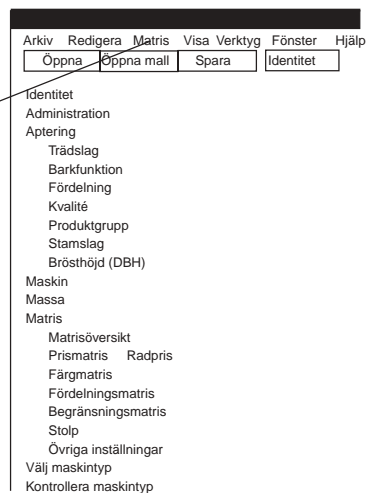 Arkiv Redigera Matris Visa Verktyg Fönster Hjälp
Öppna Öppna mall Spara Identitet
Identitet
Administration
Aptering
Trädslag
Barkfunktion
Fördelning
Kvalité
Produktgrupp
Stamslag
Brösthöjd (DBH)
Maskin
Massa
Matris
Matrisöversikt
Prismatris Radpris
Färgmatris
Fördelningsmatris
Begränsningsmatris
Stolp
Övriga inställningar
Välj maskintyp
Kontrollera maskintyp